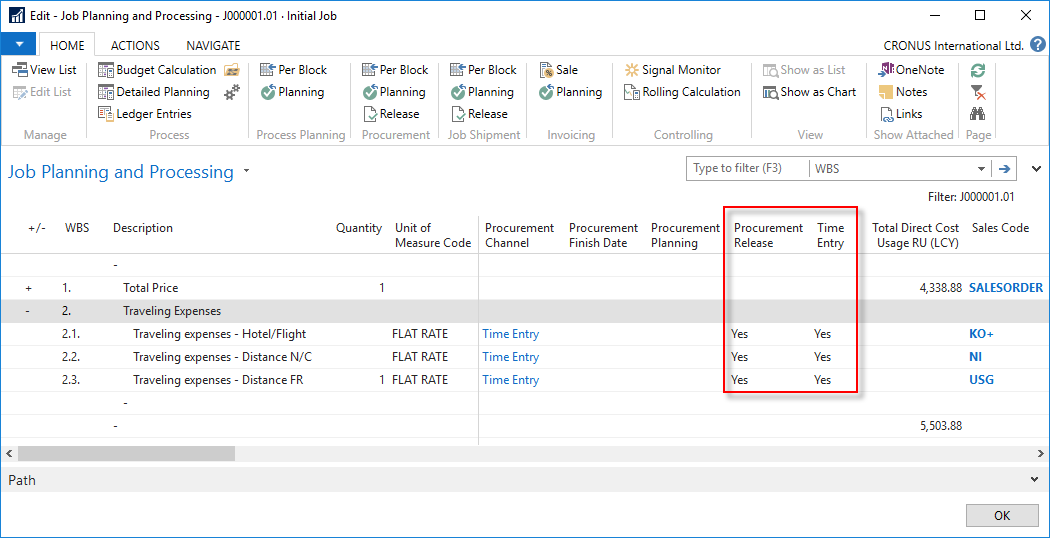 Edit - Job Planning and Processing - J000001.01 · Initial Job
HOME ACTIONS NAVIGATE CRONUS International Ltd. ?
View List Budget Calculation Per Block Per Block Per Block Sale Signal Monitor Show as List OneNote
Edit List Detailed Planning Planning Planning Planning Planning Rolling Calculation Show as Chart Notes
Ledger Entries Release Release Links
Manage Process Process Planning Procurement Job Shipment Invoicing Controlling View Show Attached Page
Job Planning and Processing Type to filter (F3) WBS
Filter: J000001.01
+/- WBS Description Quantity Unit of Measure Code Procurement Channel Procurement Finish Date Procurement Planning Procurement Release Time Entry Total Direct Cost Usage RU (LCY) Sales Code
-
+ 1. Total Price 1 4,338.88 SALESORDER
- 2. Traveling Expenses
2.1. Traveling expenses - Hotel/Flight FLAT RATE Time Entry Yes Yes KO+
2.2. Traveling expenses - Distance N/C FLAT RATE Time Entry Yes Yes NI
2.3. Traveling expenses - Distance FR 1 FLAT RATE Time Entry Yes Yes USG
-
- 5,503.88
Path
OK